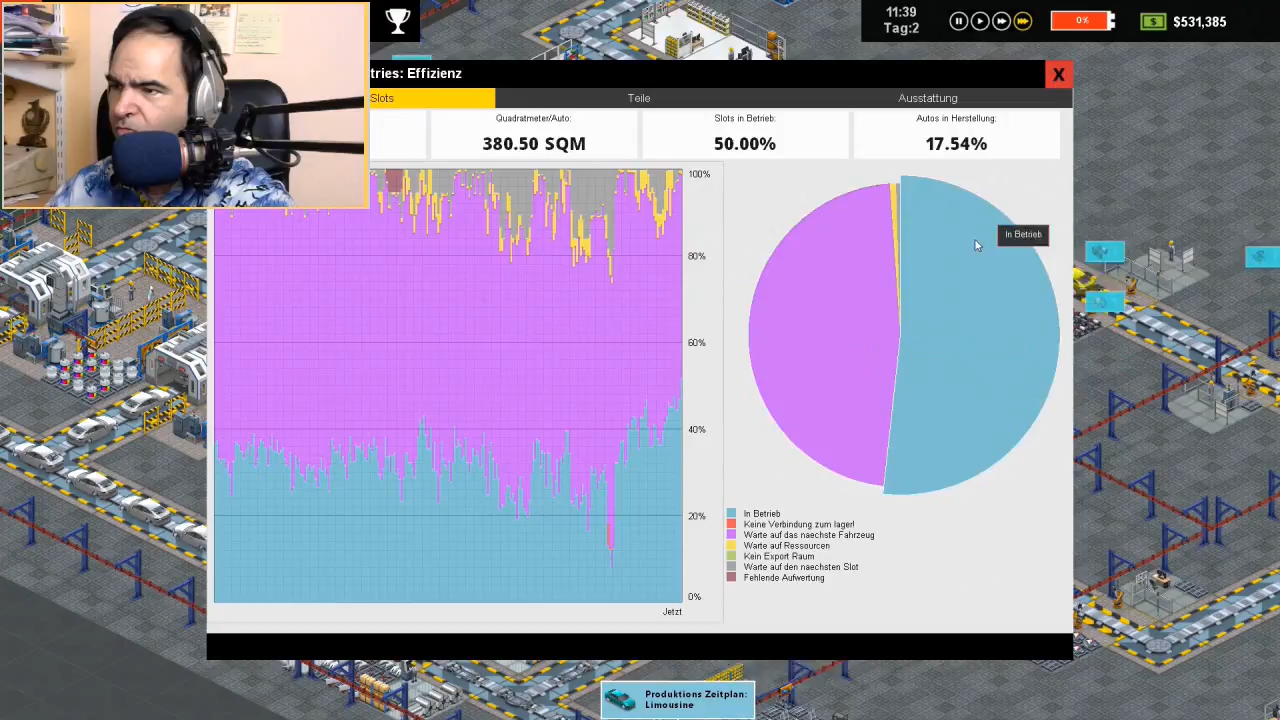 11:39
Tag:2
0%
$531,385
tries: Effizienz
X
Slots
Teile
Ausstattung
Quadratmeter/Auto:
380.50 SQM
Slots in Betrieb:
50.00%
Autos in Herstellung:
17.54%
100%
80%
60%
40%
20%
0%
Jetzt
In Betrieb
In Betrieb
Keine Verbindung zum lager!
Warte auf das naechste Fahrzeug
Warte auf Ressourcen
Kein Export Raum
Warte auf den naechsten Slot
Fehlende Aufwertung
Produktions Zeitplan:
Limousine